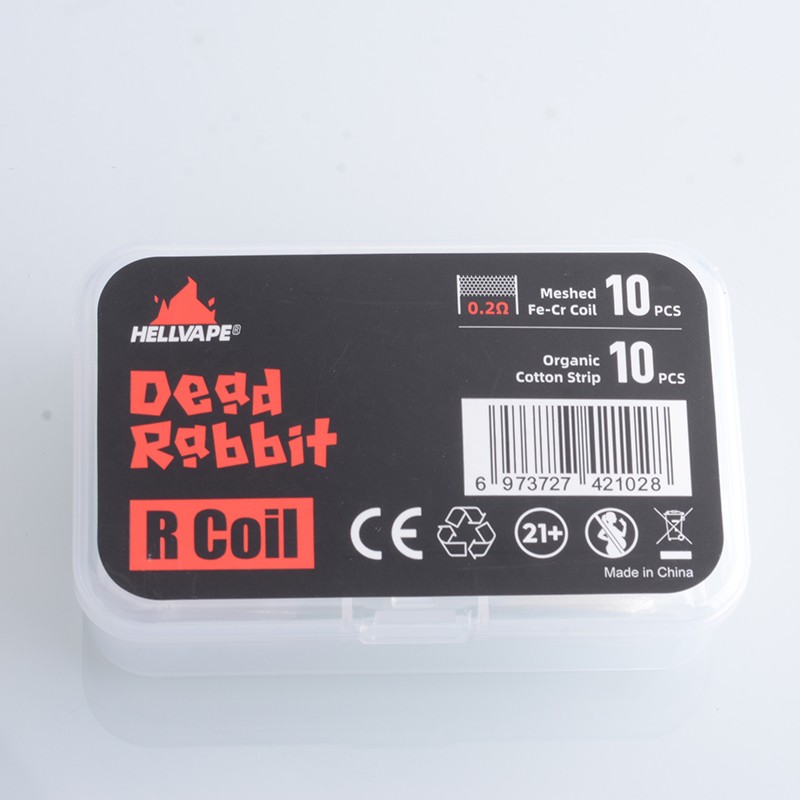 HELLVAPE®
Dead
Rabbit
R Coil
0.2Ω
Meshed
Fe-Cr Coil
10 PCS
Organic
Cotton Strip
10 PCS
6 973727 421028
CE
21+
Made in China